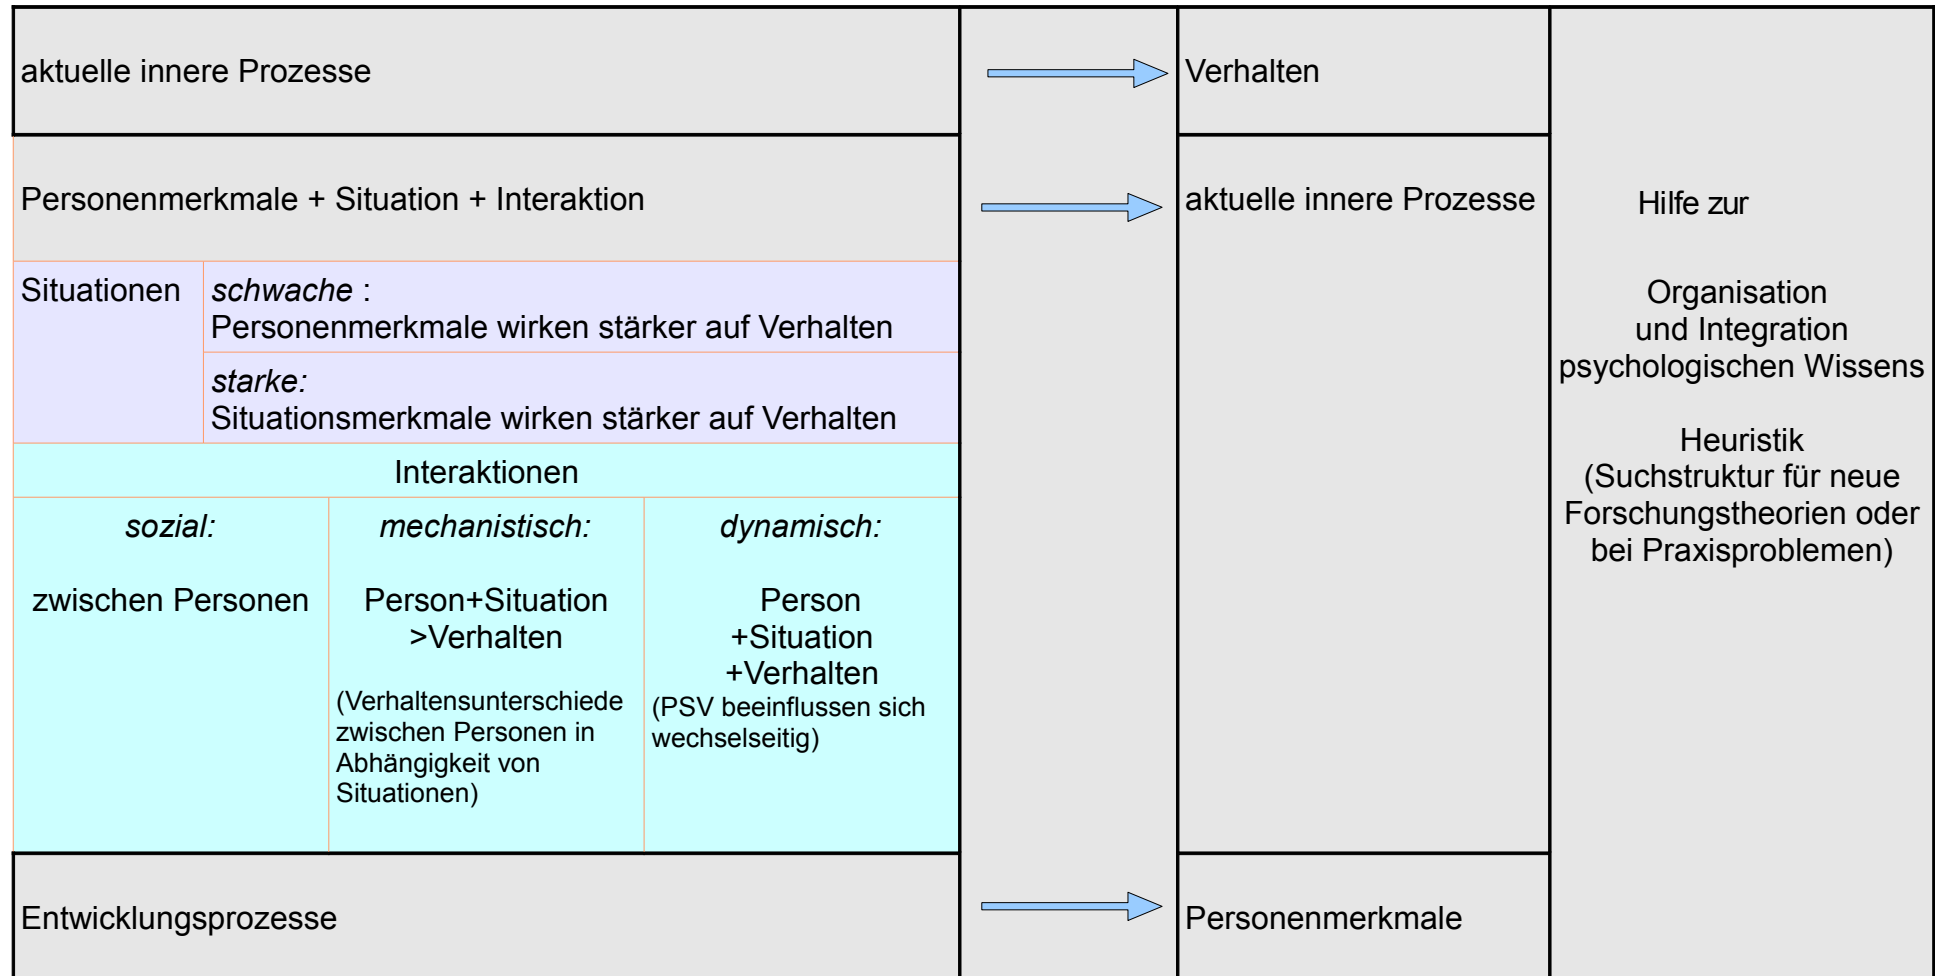 aktuelle innere Prozesse
Verhalten
Personenmerkmale + Situation + Interaktion
aktuelle innere Prozesse
Situationen
schwache :
Personenmerkmale wirken stärker auf Verhalten
starke:
Situationsmerkmale wirken stärker auf Verhalten
Interaktionen
sozial:
zwischen Personen
mechanistisch:
Person+Situation
>Verhalten
(Verhaltensunterschiede
zwischen Personen in
Abhängigkeit von
Situationen)
dynamisch:
Person
+Situation
+Verhalten
(PSV beeinflussen sich
wechselseitig)
Entwicklungsprozesse
Personenmerkmale
Hilfe zur
Organisation
und Integration
psychologischen Wissens
Heuristik
(Suchstruktur für neue
Forschungstheorien oder
bei Praxisproblemen)